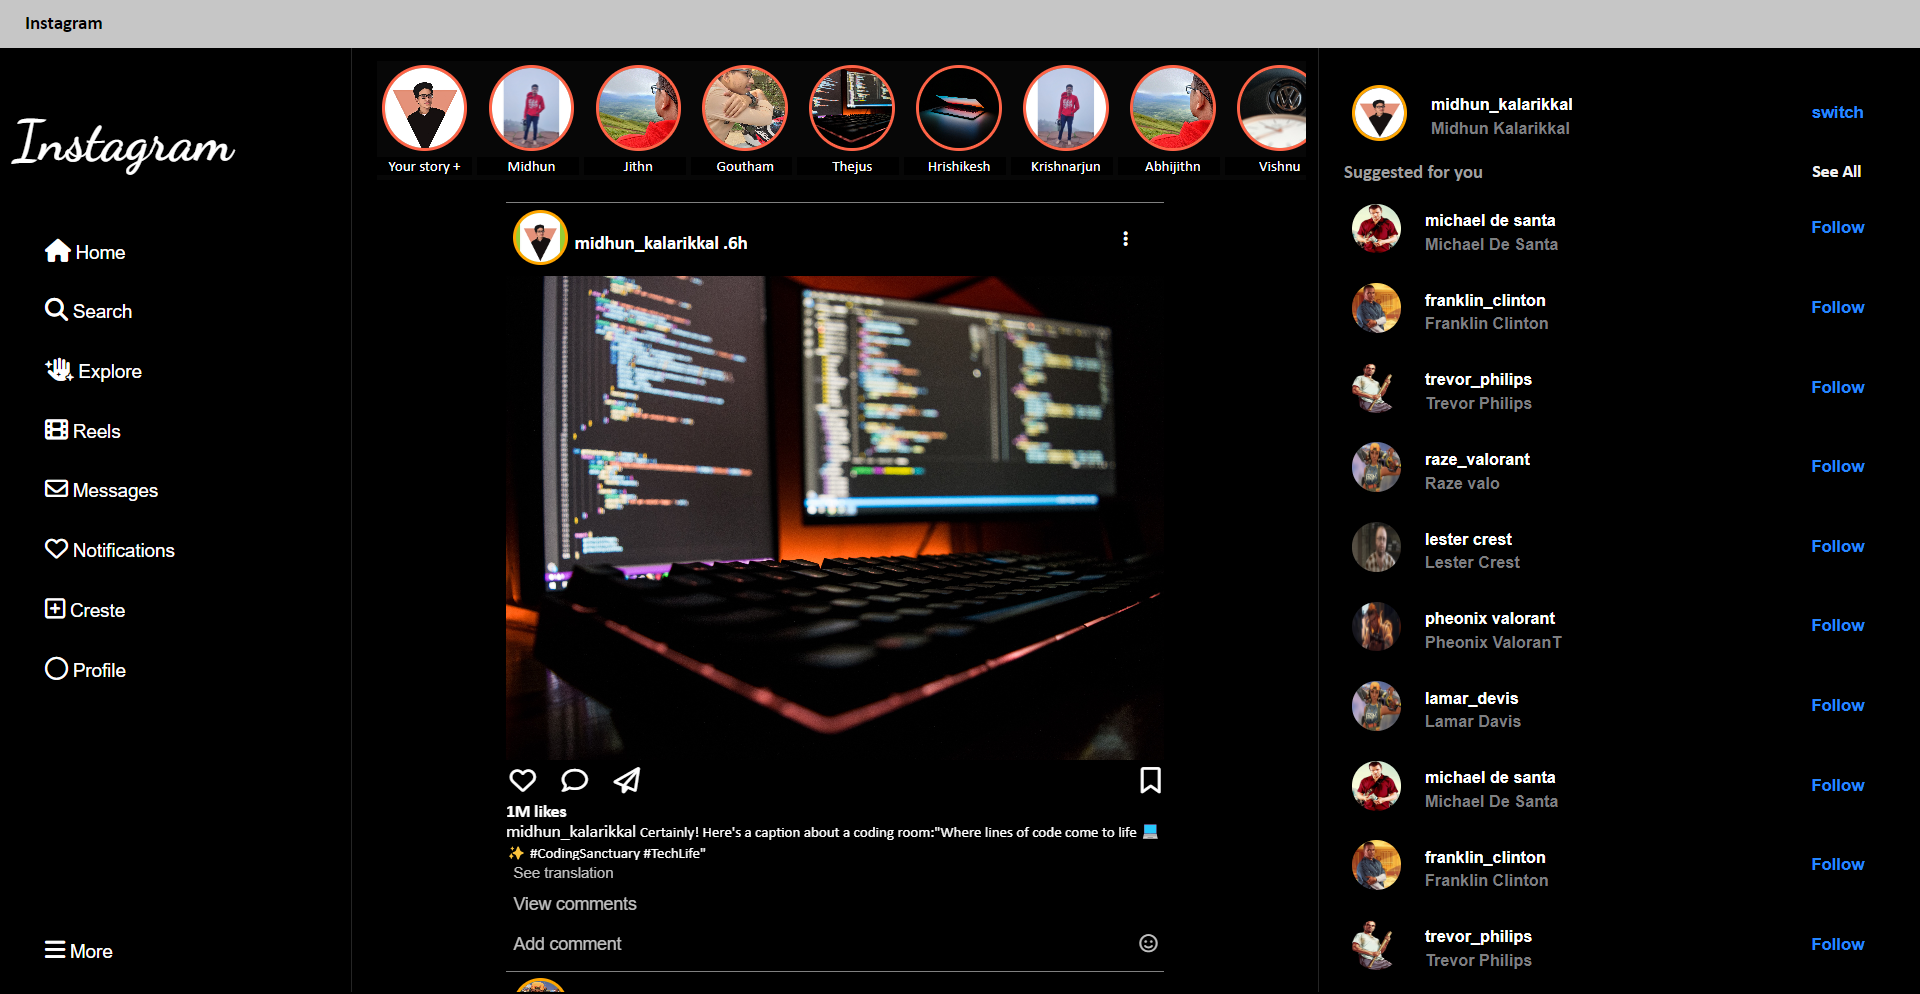 Instagram
Instagram
Home
Search
Explore
Reels
Messages
Notifications
Creste
Profile
More
Your story +
Midhun
Jithn
Goutham
Thejus
Hrishikesh
Krishnarjun
Abhijithn
Vishnu
midhun_kalarikkal .6h
1M likes
midhun_kalarikkal Certainly! Here's a caption about a coding room:"Where lines of code come to life 💻
✨ #CodingSanctuary #TechLife"
See translation
View comments
Add comment
midhun_kalarikkal
Midhun Kalarikkal
switch
Suggested for you
See All
michael de santa
Michael De Santa
Follow
franklin_clinton
Franklin Clinton
Follow
trevor_philips
Trevor Philips
Follow
raze_valorant
Raze valo
Follow
lester crest
Lester Crest
Follow
pheonix valorant
Pheonix ValoranT
Follow
lamar_devis
Lamar Davis
Follow
michael de santa
Michael De Santa
Follow
franklin_clinton
Franklin Clinton
Follow
trevor_philips
Trevor Philips
Follow